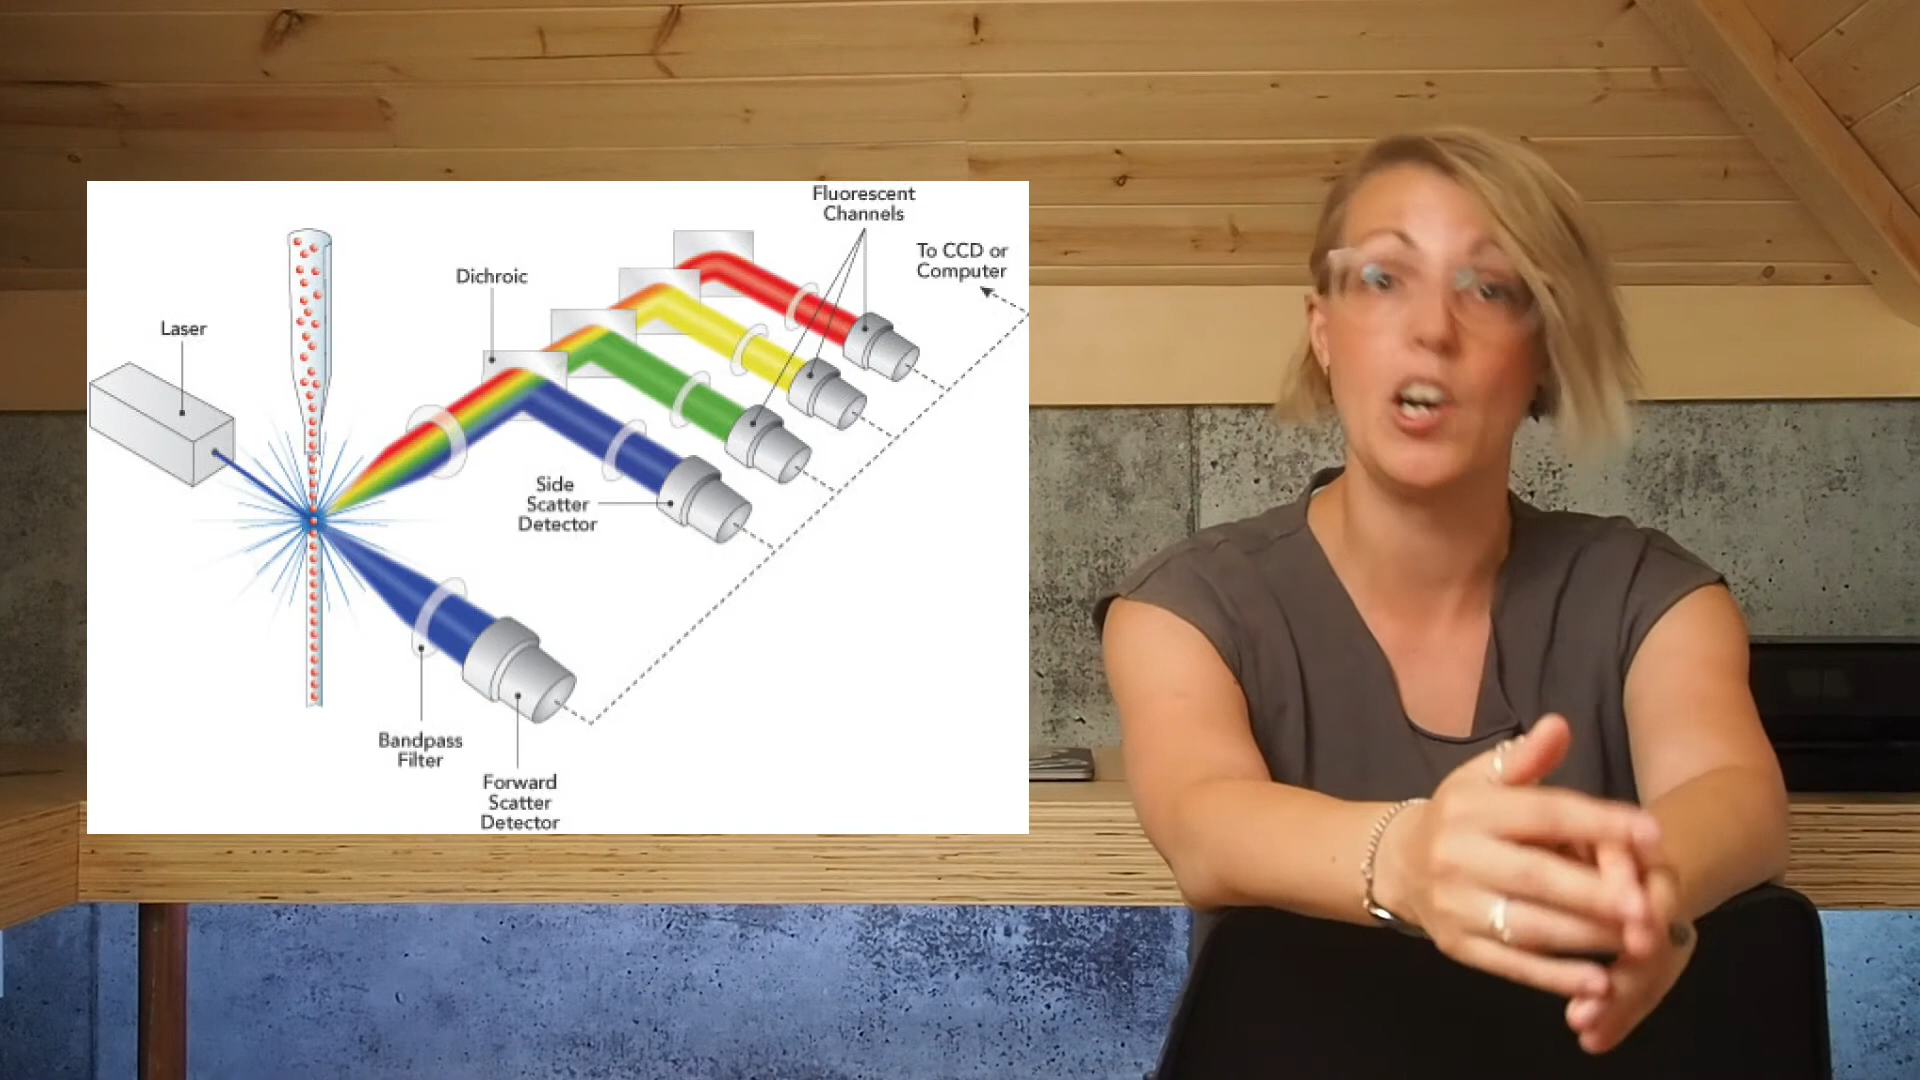 Fluorescent
Channels
To CCD or
Computer
Dichroic
Laser
Side
Scatter
Detector
Bandpass
Filter
Forward
Scatter
Detector